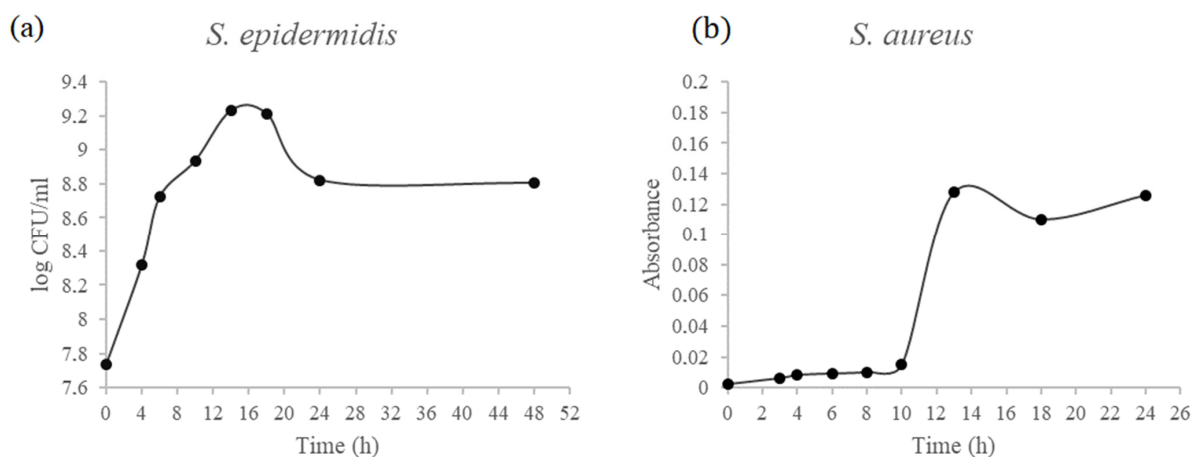 (a)
S. epidermidis
log CFU/ml
9.4
9.2
9
8.8
8.6
8.4
8.2
8
7.8
7.6
0 4 8 12 16 20 24 28 32 36 40 44 48 52
Time (h)
(b)
S. aureus
Absorbance
0.2
0.18
0.16
0.14
0.12
0.1
0.08
0.06
0.04
0.02
0
0 2 4 6 8 10 12 14 16 18 20 22 24 26
Time (h)